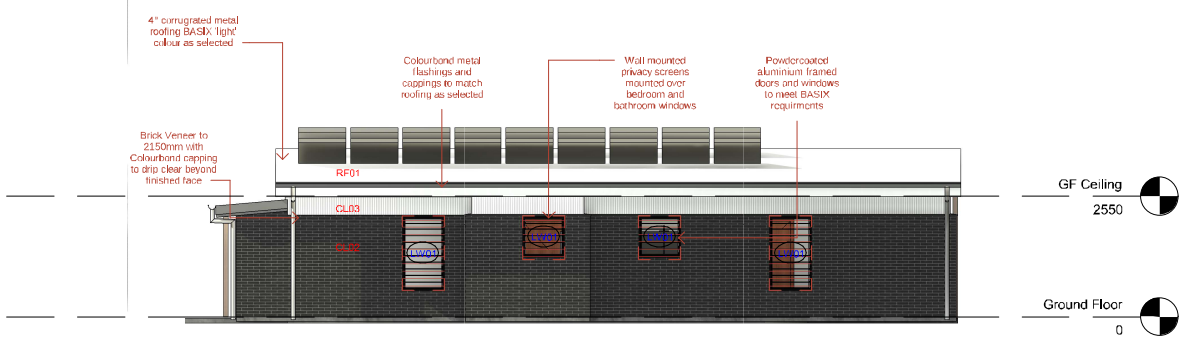 4° corrugrated metal
roofing BASIX 'light'
colour as selected
Colourbond metal
flashings and
cappings to match
roofing as selected
Wall mounted
privacy screens
mounted over
bedroom and
bathroom windows
Powdercoated
aluminium framed
doors and windows
to meet BASIX
requirments
Brick Veneer to
2150mm with
Colourbond capping
to drip clear beyond
finished face
RF01
GF Ceiling
2550
CL03
LW01
Ground Floor
0